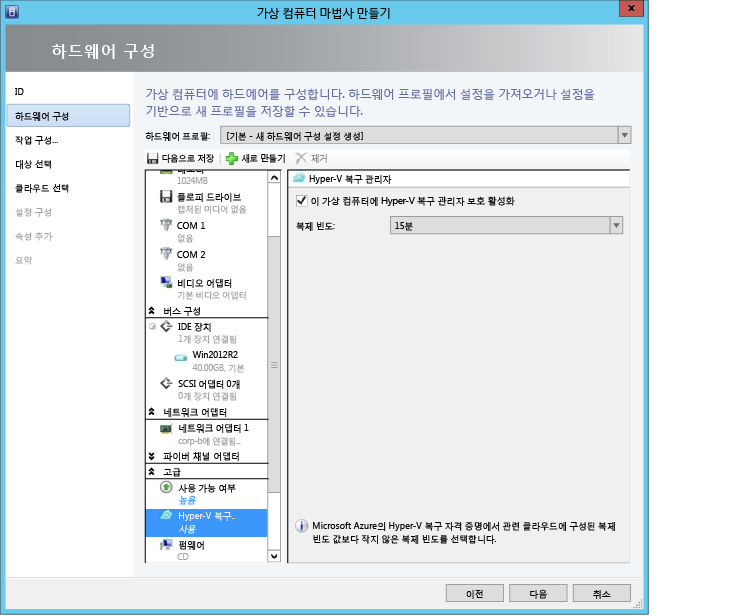 가상 컴퓨터 마법사 만들기
하드웨어 구성
ID
하드웨어 구성
작업 구성...
대상 선택
클라우드 선택
설정 구성
속성 추가
요약
가상 컴퓨터에 하드에어를 구성합니다. 하드웨어 프로필에서 설정을 가져오거나 설정을
기반으로 새 프로필을 저장할 수 있습니다.
하드웨어 프로필: [기본 - 새 하드웨어 구성 설정 생성]
다음으로 저장 새로 만들기 제거
1024MB
플로피 드라이브
캡처된 미디어 없음
COM 1
없음
COM 2
없음
비디오 어댑터
기본 비디오 어댑터
버스 구성
IDE 장치
1개 장치 연결됨
Win2012R2
40.00GB, 기본
SCSI 어댑터 0개
0개 장치 연결됨
네트워크 어댑터
네트워크 어댑터 1
corp-b에 연결됨...
파이버 채널 어댑터
고급
사용 가능 여부
높음
Hyper-V 복구..
사용
펌웨어
CD
Hyper-V 복구 관리자
이 가상 컴퓨터에 Hyper-V 복구 관리자 보호 활성화
복제 빈도: 15분
Microsoft Azure의 Hyper-V 복구 자격 증명에서 관련 클라우드에 구성된 복제
빈도 값보다 작지 않은 복제 빈도를 선택합니다.
이전 다음 취소